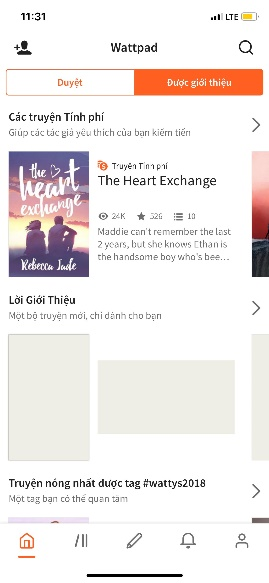 11:31
LTE
Wattpad
Duyệt
Được giới thiệu
Các truyện Tính phí
Giúp các tác giả yêu thích của bạn kiếm tiền
the heart exchange
Rebecca Jade
Truyện Tính phí
The Heart Exchange
24K 526 10
Maddie can't remember the last
2 years, but she knows Ethan is
the handsome boy who's bee...
Lời Giới Thiệu
Một bộ truyện mới, chỉ dành cho bạn
Truyện nóng nhất được tag #wattys2018
Một tag bạn có thể quan tâm